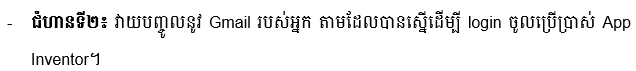 - ជំហានទី២៖ វាយបញ្ចូលនូវ Gmail របស់អ្នក តាមដែលបានស្នើដើម្បី login ចូលប្រើប្រាស់ App
Inventor។